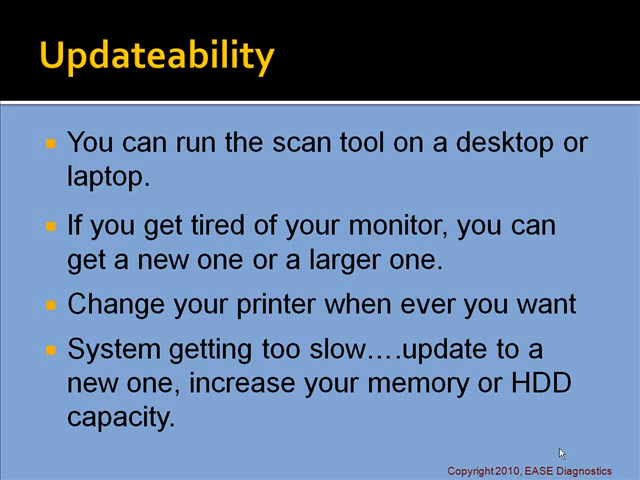 Updateability
You can run the scan tool on a desktop or
laptop.
If you get tired of your monitor, you can
get a new one or a larger one.
Change your printer when ever you want
System getting too slow….update to a
new one, increase your memory or HDD
capacity.
Copyright 2010, EASE Diagnostics